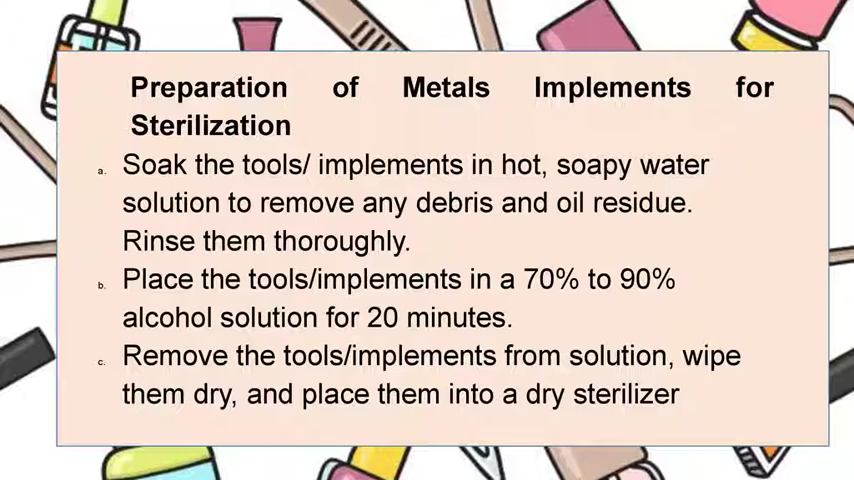 Preparation of Metals Implements for
Sterilization
a. Soak the tools/ implements in hot, soapy water
solution to remove any debris and oil residue.
Rinse them thoroughly.
b. Place the tools/implements in a 70% to 90%
alcohol solution for 20 minutes.
c. Remove the tools/implements from solution, wipe
them dry, and place them into a dry sterilizer